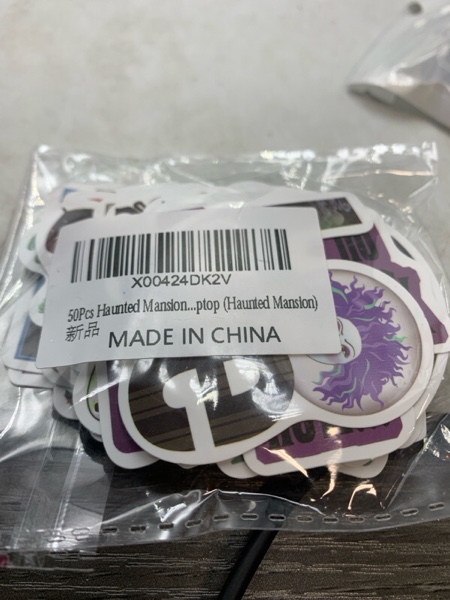 X00424DK2V
50Pcs Haunted Mansion...ptop (Haunted Mansion)
新品 MADE IN CHINA